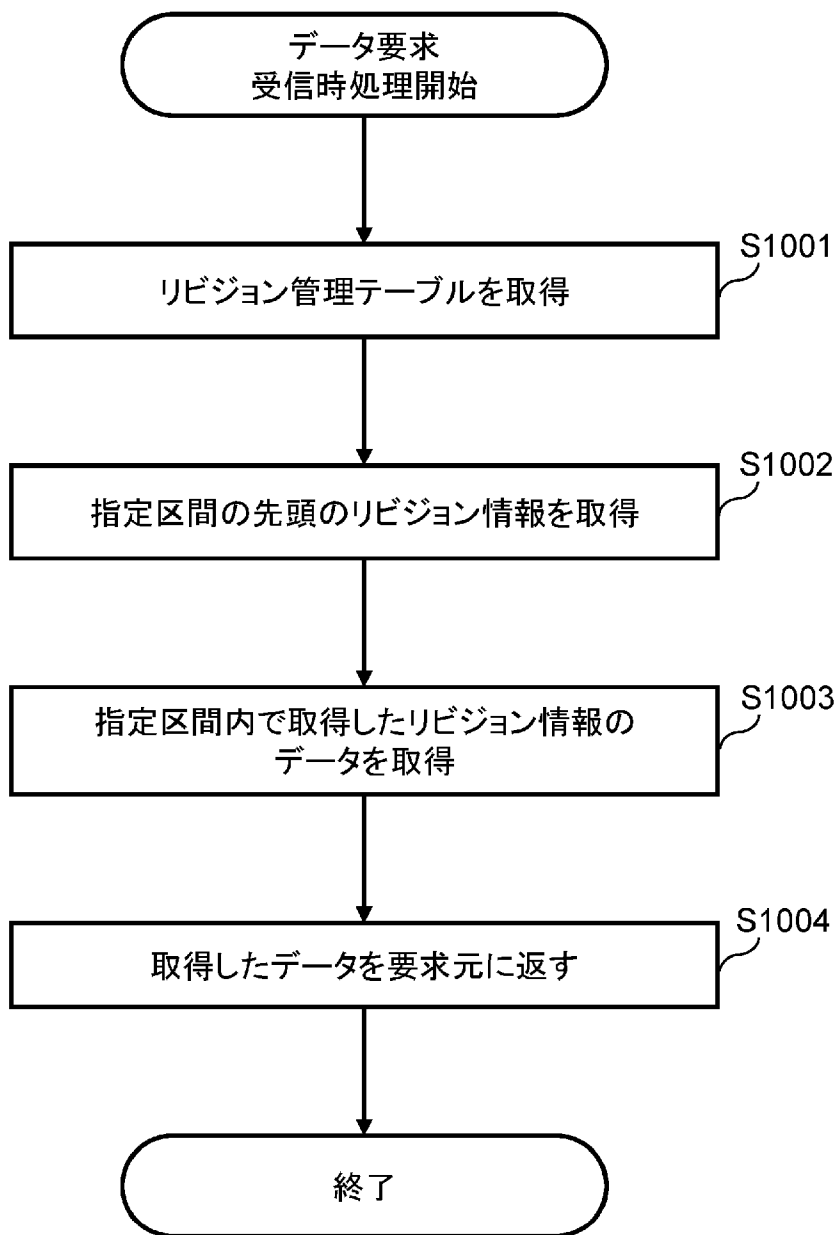 データ要求
受信時処理開始
S1001
リビジョン管理テーブルを取得
S1002
指定区間の先頭のリビジョン情報を取得
S1003
指定区間内で取得したリビジョン情報の
データを取得
S1004
取得したデータを要求元に返す
終了